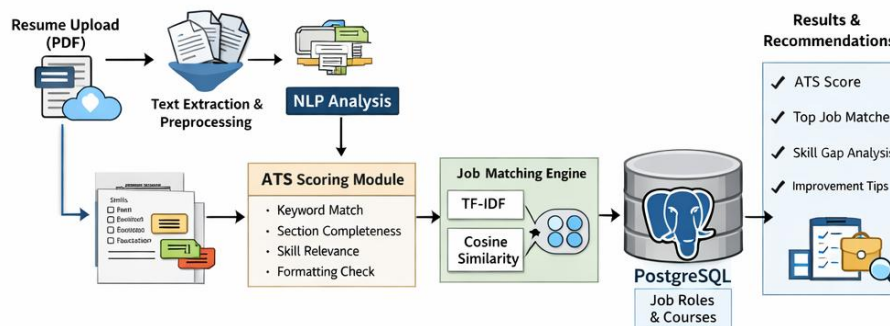 Resume Upload
(PDF)
Text Extraction &
Preprocessing
NLP Analysis
Skills
ATS Scoring Module
• Keyword Match
• Section Completeness
• Skill Relevance
• Formatting Check
Job Matching Engine
TF-IDF
Cosine
Similarity
PostgreSQL
Job Roles
& Courses
Results &
Recommendations
ATS Score
Top Job Matche
Skill Gap Analysis
Improvement Tips